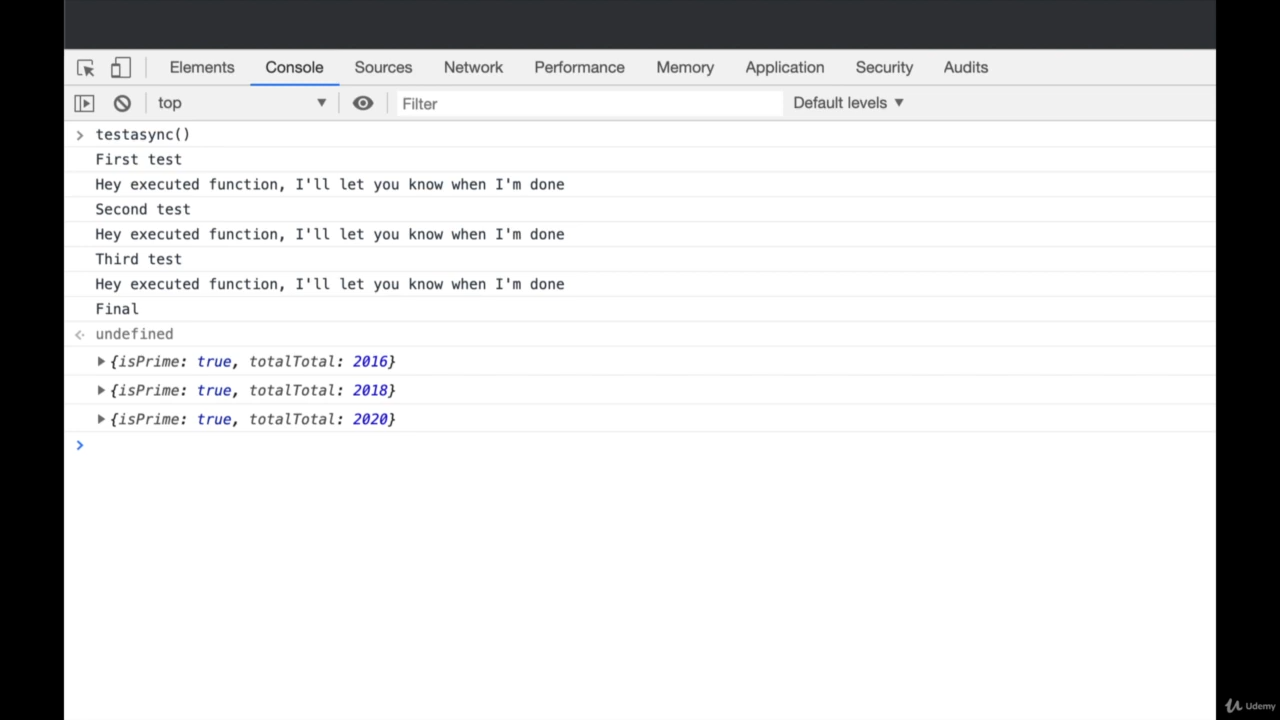 Elements Console Sources Network Performance Memory Application Security Audits
top Filter Default levels
testasync()
First test
Hey executed function, I'll let you know when I'm done
Second test
Hey executed function, I'll let you know when I'm done
Third test
Hey executed function, I'll let you know when I'm done
Final
undefined
{isPrime: true, totalTotal: 2016}
{isPrime: true, totalTotal: 2018}
{isPrime: true, totalTotal: 2020}
Udemy